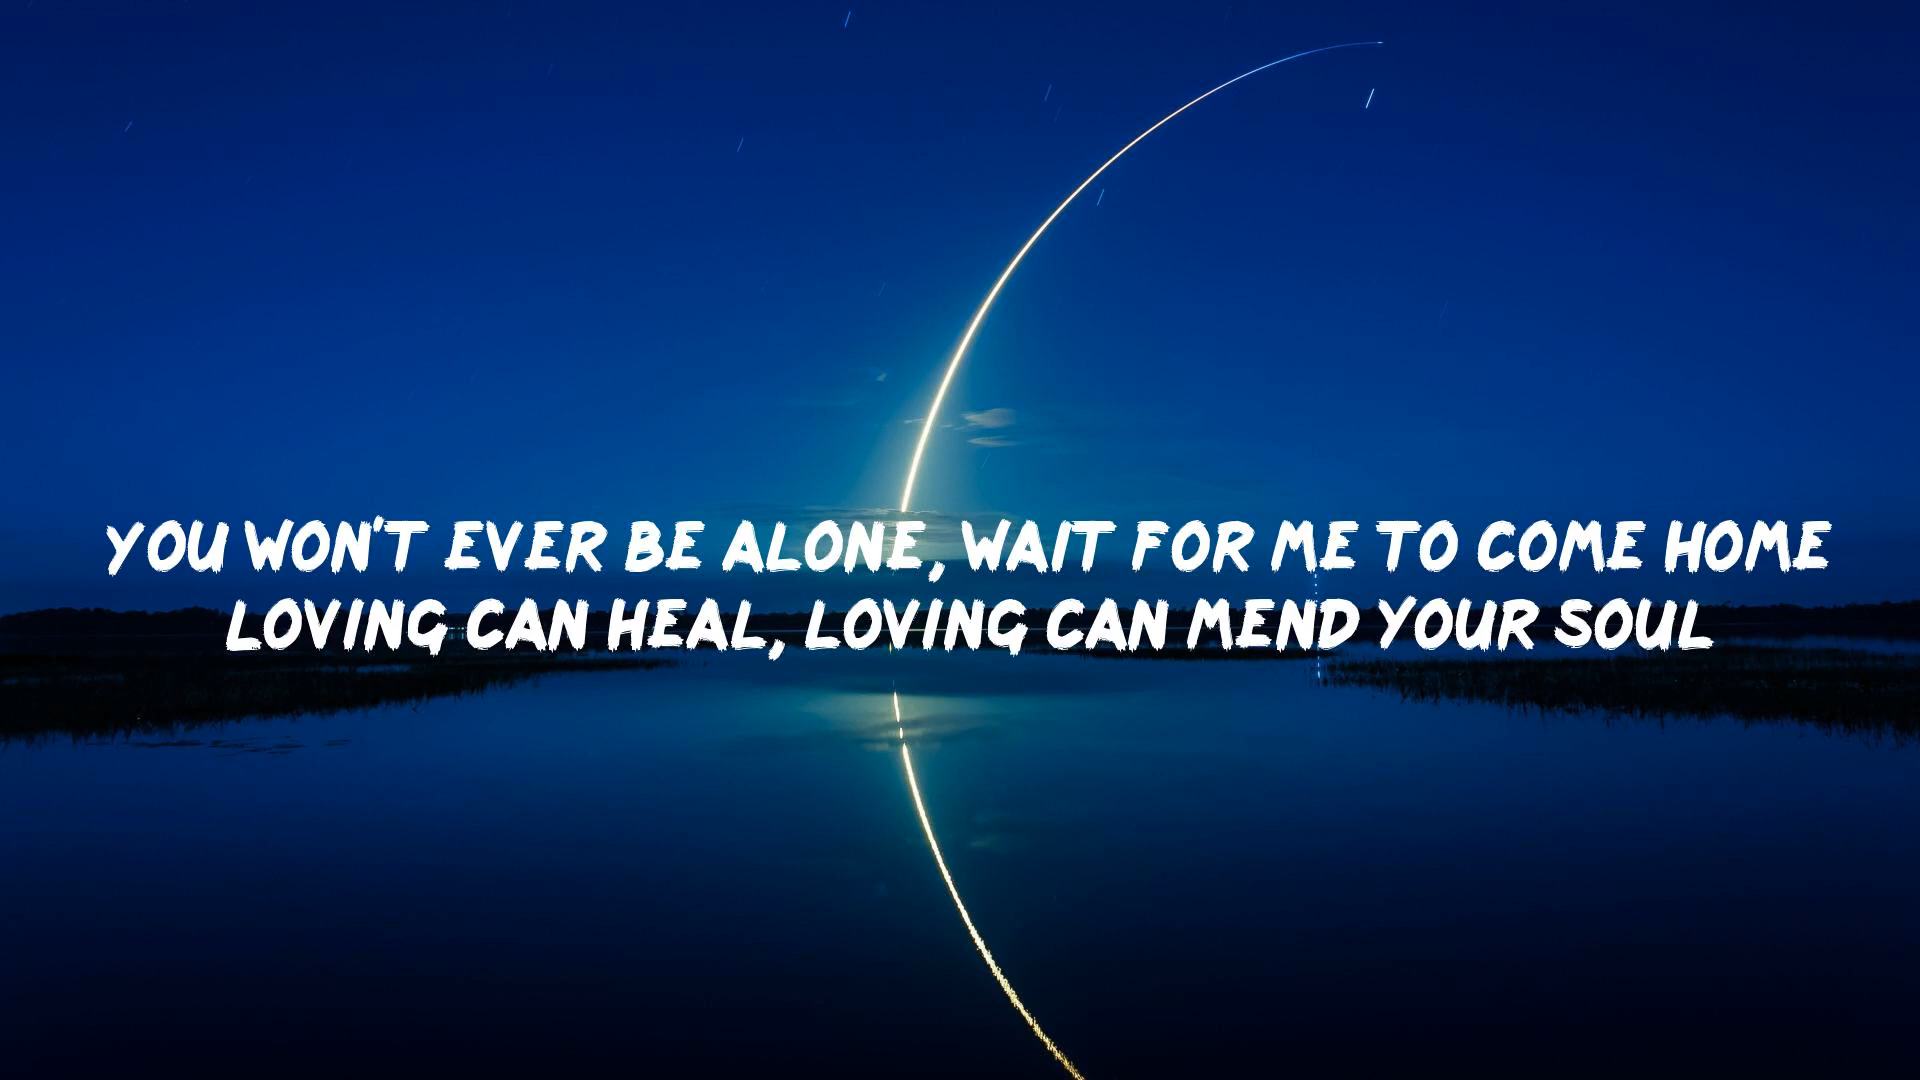 YOU WON'T EVER BE ALONE, WAIT FOR ME TO COME HOME
LOVING CAN HEAL, LOVING CAN MEND YOUR SOUL